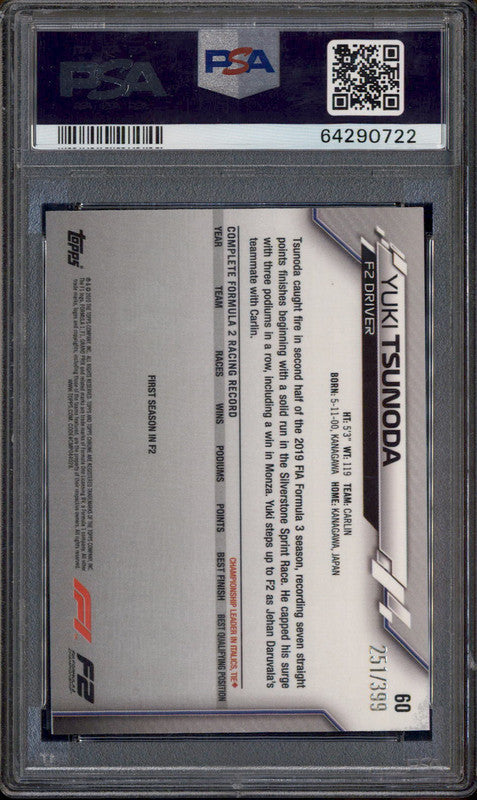 PSA
PSA
64290722
60
251/399
YUKI TSUNODA
F2 DRIVER
HT: 5'3" WT: 119 TEAM: CARLIN
BORN: 5-11-00, KANAGAWA HOME: KANAGAWA, JAPAN
Tsunoda caught fire in second half of the 2019 FIA Formula 3 season, recording seven straight
points finishes beginning with a solid run in the Silverstone Sprint Race. He capped his surge
with three podiums in a row, including a win in Monza. Yuki steps up to F2 as Jehan Daruvala's
teammate with Carlin.
COMPLETE FORMULA 2 RACING RECORD CHAMPIONSHIP LEADER IN ITALICS, TIE♦
YEAR TEAM RACES WINS PODIUMS POINTS BEST FINISH BEST QUALIFYING POSITION
FIRST SEASON IN F2
Topps
F1 F2